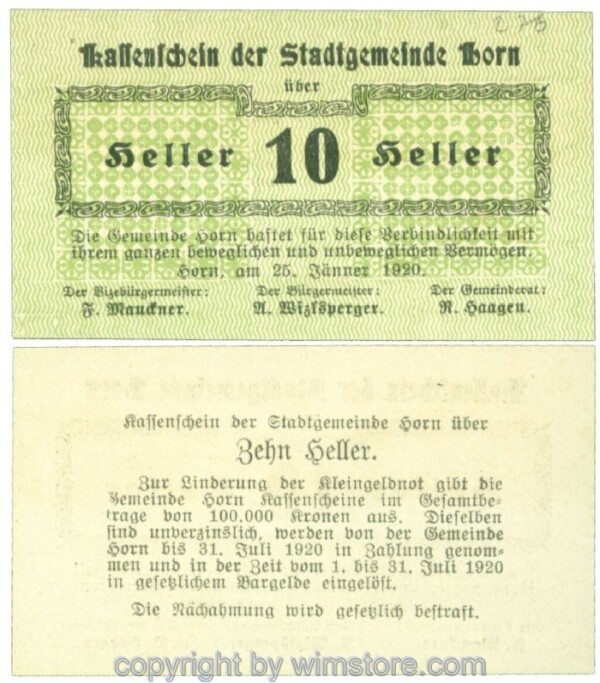 Kassenschein der Stadtgemeinde Horn
über
Heller 10 Heller
Die Gemeinde Horn haftet für diese Verbindlichkeit mit
ihrem ganzen beweglichen und unbeweglichen Vermögen.
Horn, am 25. Jänner 1920.
Der Vizebürgermeister: Der Bürgermeister: Der Gemeinderat:
F. Mauckner. A. Wizlsperger. R. Haagen.
Kassenschein der Stadtgemeinde Horn über
Zehn Heller.
Zur Linderung der Kleingeldnot gibt die
Gemeinde Horn Kassenscheine im Gesamtbe-
trage von 100.000 Kronen aus. Dieselben
sind unverzinslich, werden von der Gemeinde
Horn bis 31. Juli 1920 in Zahlung genom-
men und in der Zeit vom 1. bis 31. Juli 1920
in gesetzlichem Bargelde eingelöst.
Die Nachahmung wird gesetzlich bestraft.
copyright by wimstore.com